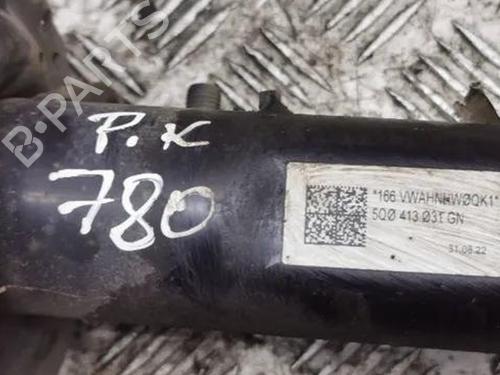 B-PARTS
P.K
780
*166 VWAHNHWØQK1*
5QØ 413 Ø31 GN
31.08.22